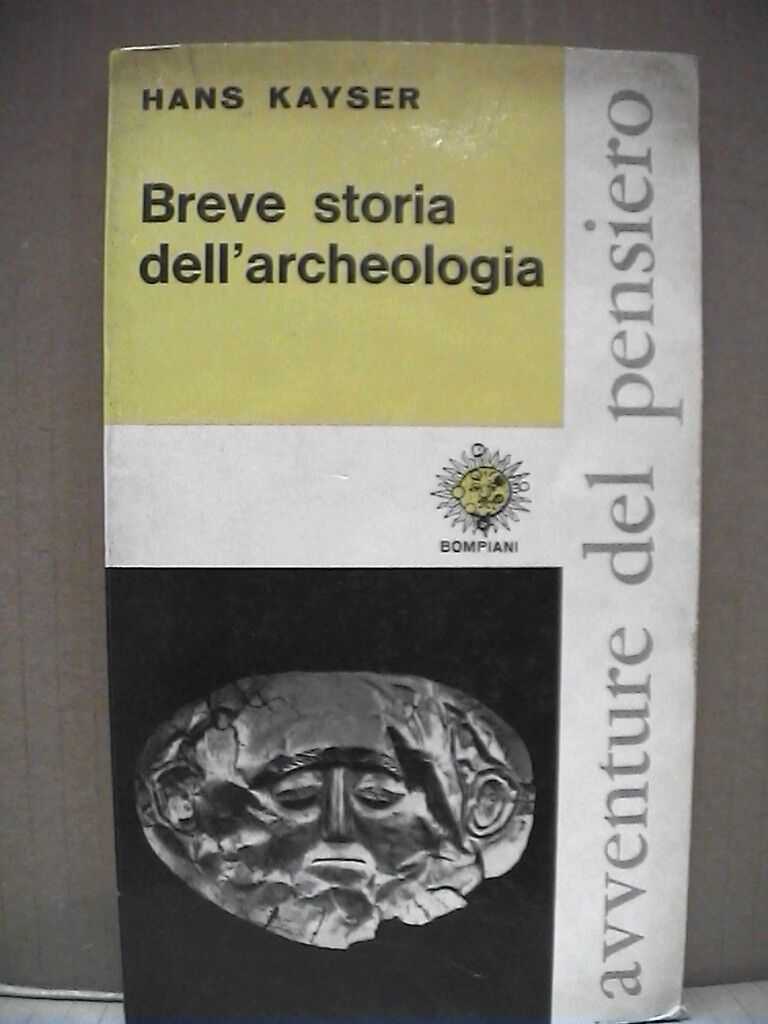 HANS KAYSER
Breve storia
dell'archeologia
BOMPIANI
avventure del pensiero